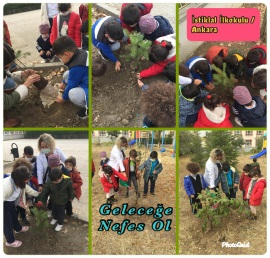 İstiklal İlkokulu /
Ankara
Geleceğe
Nefes Ol
PhotoGrid